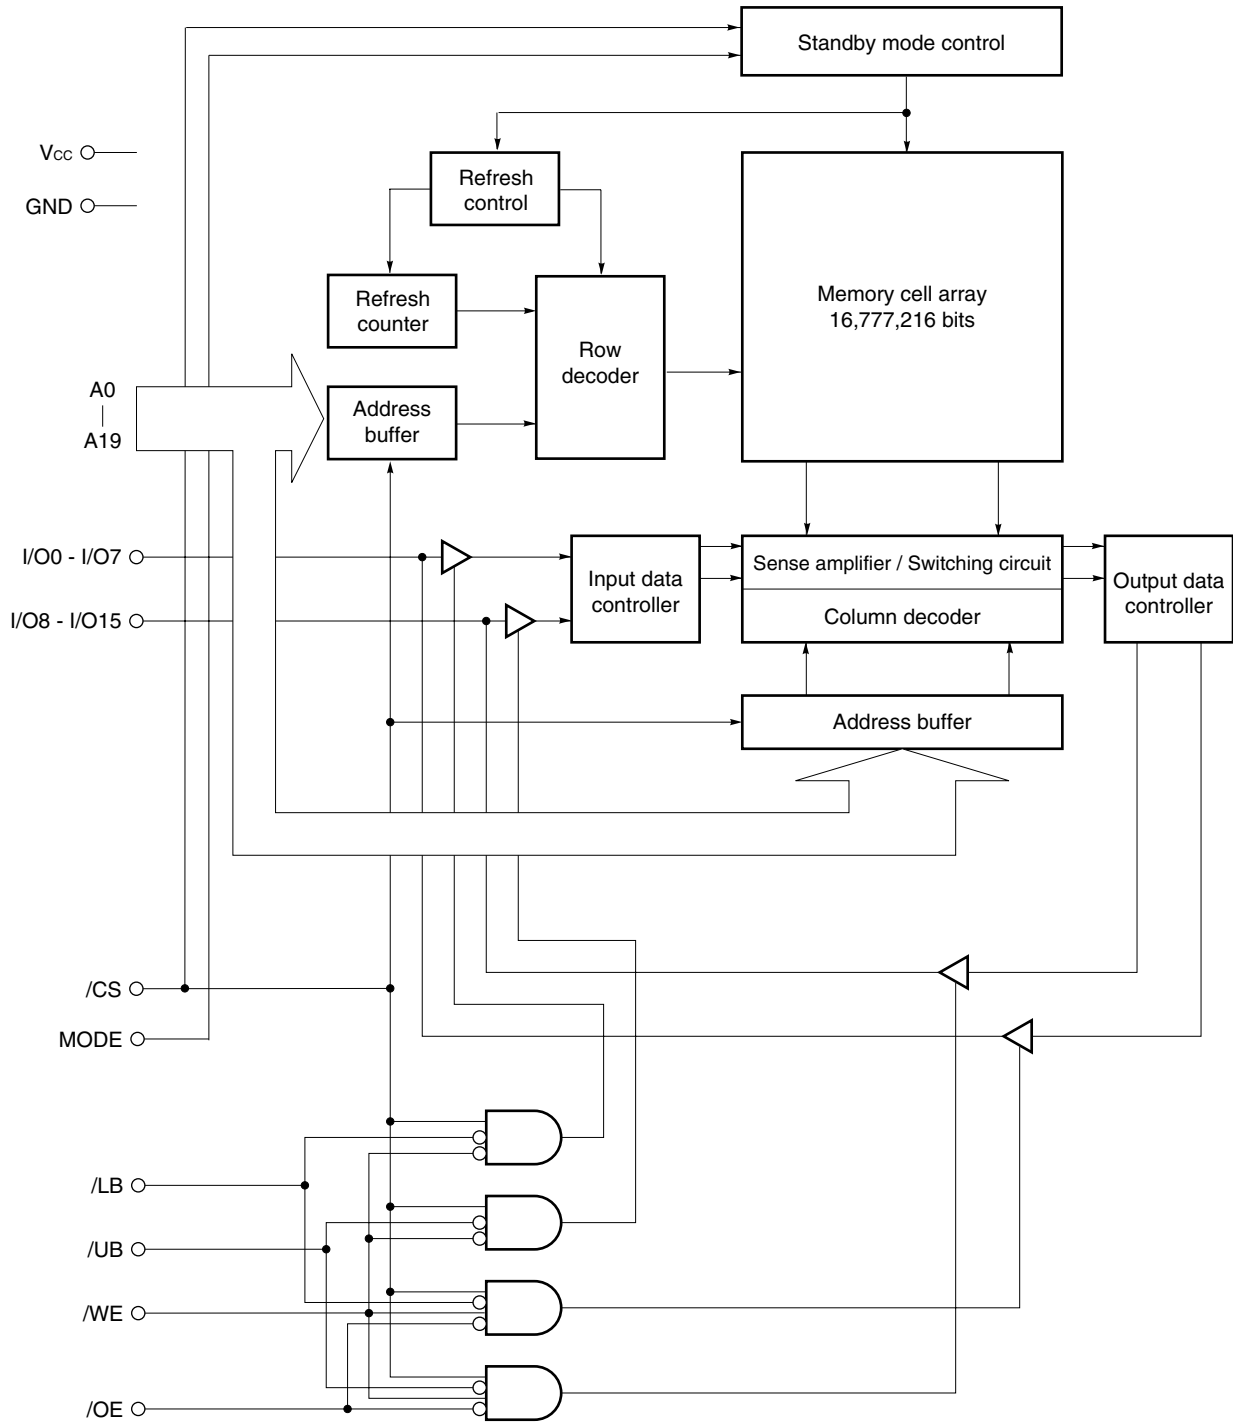 Standby mode control
Vcc
GND
Refresh
control
Refresh
counter
Row
decoder
Memory cell array
16,777,216 bits
A0
A19
Address
buffer
I/O0 - I/O7
I/O8 - I/O15
Input data
controller
Sense amplifier / Switching circuit
Column decoder
Output data
controller
Address buffer
/CS
MODE
/LB
/UB
/WE
/OE